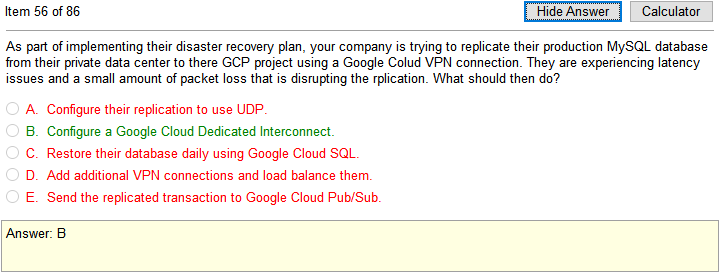 Item 56 of 86
Hide Answer
Calculator
As part of implementing their disaster recovery plan, your company is trying to replicate their production MySQL database
from their private data center to there GCP project using a Google Colud VPN connection. They are experiencing latency
issues and a small amount of packet loss that is disrupting the rplication. What should then do?
A. Configure their replication to use UDP.
B. Configure a Google Cloud Dedicated Interconnect.
C. Restore their database daily using Google Cloud SQL.
D. Add additional VPN connections and load balance them.
E. Send the replicated transaction to Google Cloud Pub/Sub.
Answer: B